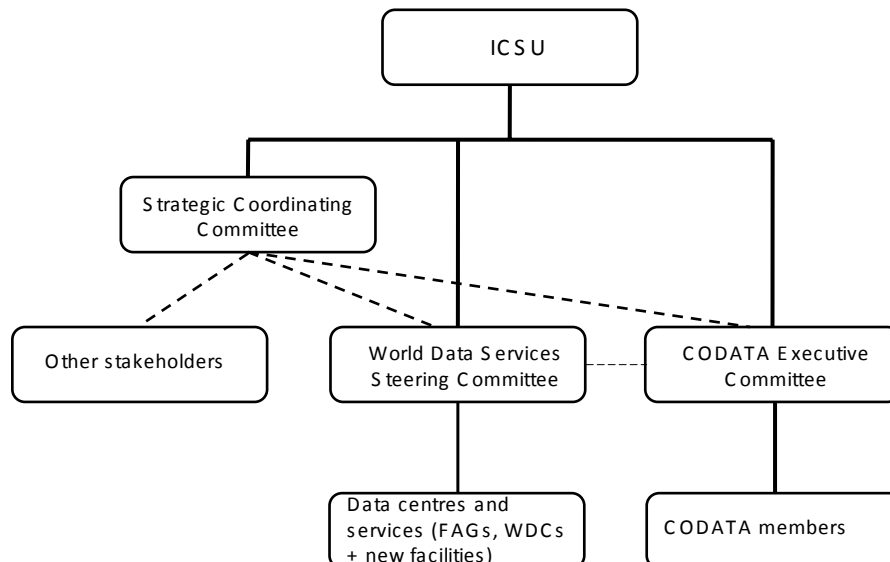 ICSU
Strategic Coordinating
Committee
Other stakeholders
World Data Services
Steering Committee
CODATA Executive
Committee
Data centres and
services (FAGs, WDCs
+ new facilities)
CODATA members